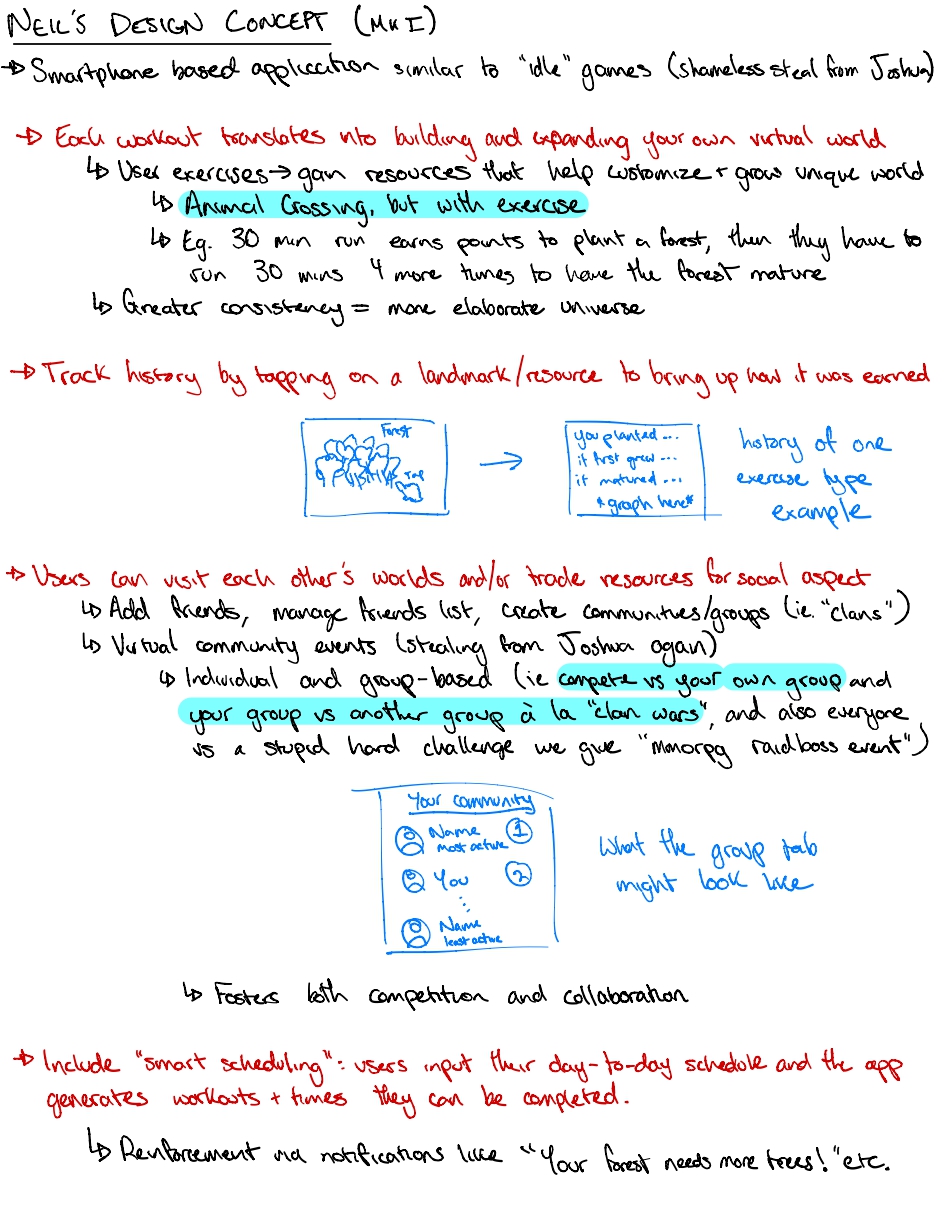 NEIL'S DESIGN CONCEPT (MK I)
→ Smartphone based application similar to "idle" games (shameless steal from Joshua)
→ Each workout translates into building and expanding your own virtual world
↳ User exercises → gain resources that help customize + grow unique world
↳ Animal Crossing, but with exercise
↳ Eg. 30 min run earns points to plant a forest, then they have to
run 30 mins 4 more times to have the forest mature
↳ Greater consistency = more elaborate universe
→ Track history by tapping on a landmark/resource to bring up how it was earned
Forest
Tap
→
you planted ...
it first grew ...
it matured ...
*graph here*
history of one
exercise type
example
→ Users can visit each other's worlds and/or trade resources for social aspect
↳ Add friends, manage friends list, create communities/groups (ie. "clans")
↳ Virtual community events (stealing from Joshua again)
↳ Individual and group-based (ie compete vs your own group and
your group vs another group à la "clan wars", and also everyone
vs a stupid hard challenge we give "mmorpg raidboss event")
Your community
Name 1
most active
You 2
Name
least active
What the group tab
might look like
↳ Fosters both competition and collaboration
→ Include "smart scheduling": users input their day-to-day schedule and the app
generates workouts + times they can be completed.
↳ Reinforcement via notifications like "Your forest needs more trees!" etc.